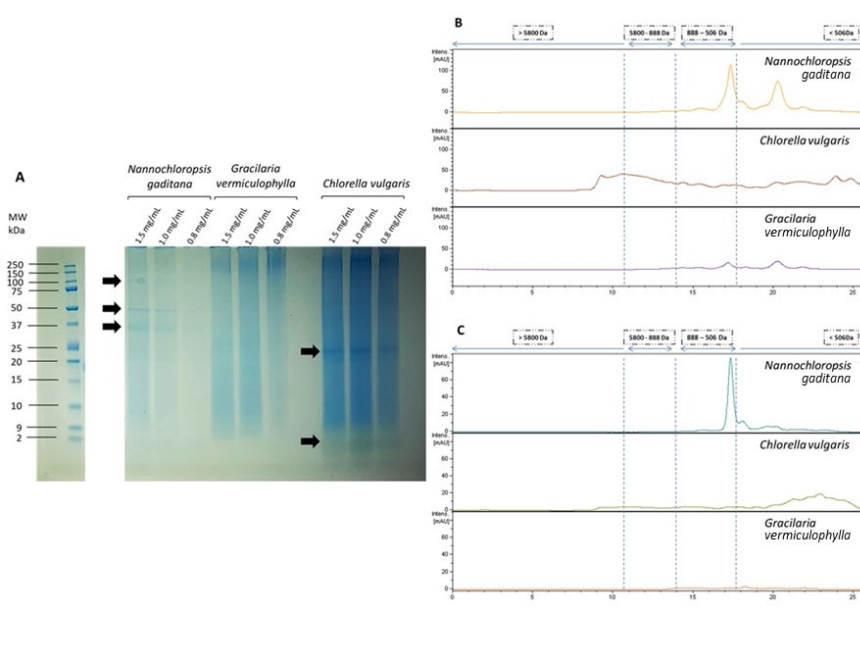 A
MW
kDa
250
150
100
75
50
37
25
20
15
10
9
2
Nannochloropsis
gaditana
Gracilaria
vermiculophylla
Chlorella vulgaris
1.5 mg/mL
1.0 mg/mL
0.8 mg/mL
1.5 mg/mL
1.0 mg/mL
0.8 mg/mL
1.5 mg/mL
1.0 mg/mL
0.8 mg/mL
B
> 5800 Da
5800 - 888 Da
888 – 506 Da
< 506Da
Intens.
[mAU]
100
50
0
Nannochloropsis
gaditana
Intens.
[mAU]
100
50
0
Chlorella vulgaris
Intens.
[mAU]
100
50
0
Gracilaria
vermiculophylla
0 5 10 15 20 25
C
> 5800 Da
5800 - 888 Da
888 – 506 Da
< 506Da
Intens.
[mAU]
60
40
20
0
Nannochloropsis
gaditana
Intens.
[mAU]
60
40
20
0
Chlorella vulgaris
Intens.
[mAU]
60
40
20
0
Gracilaria
vermiculophylla
0 5 10 15 20 25